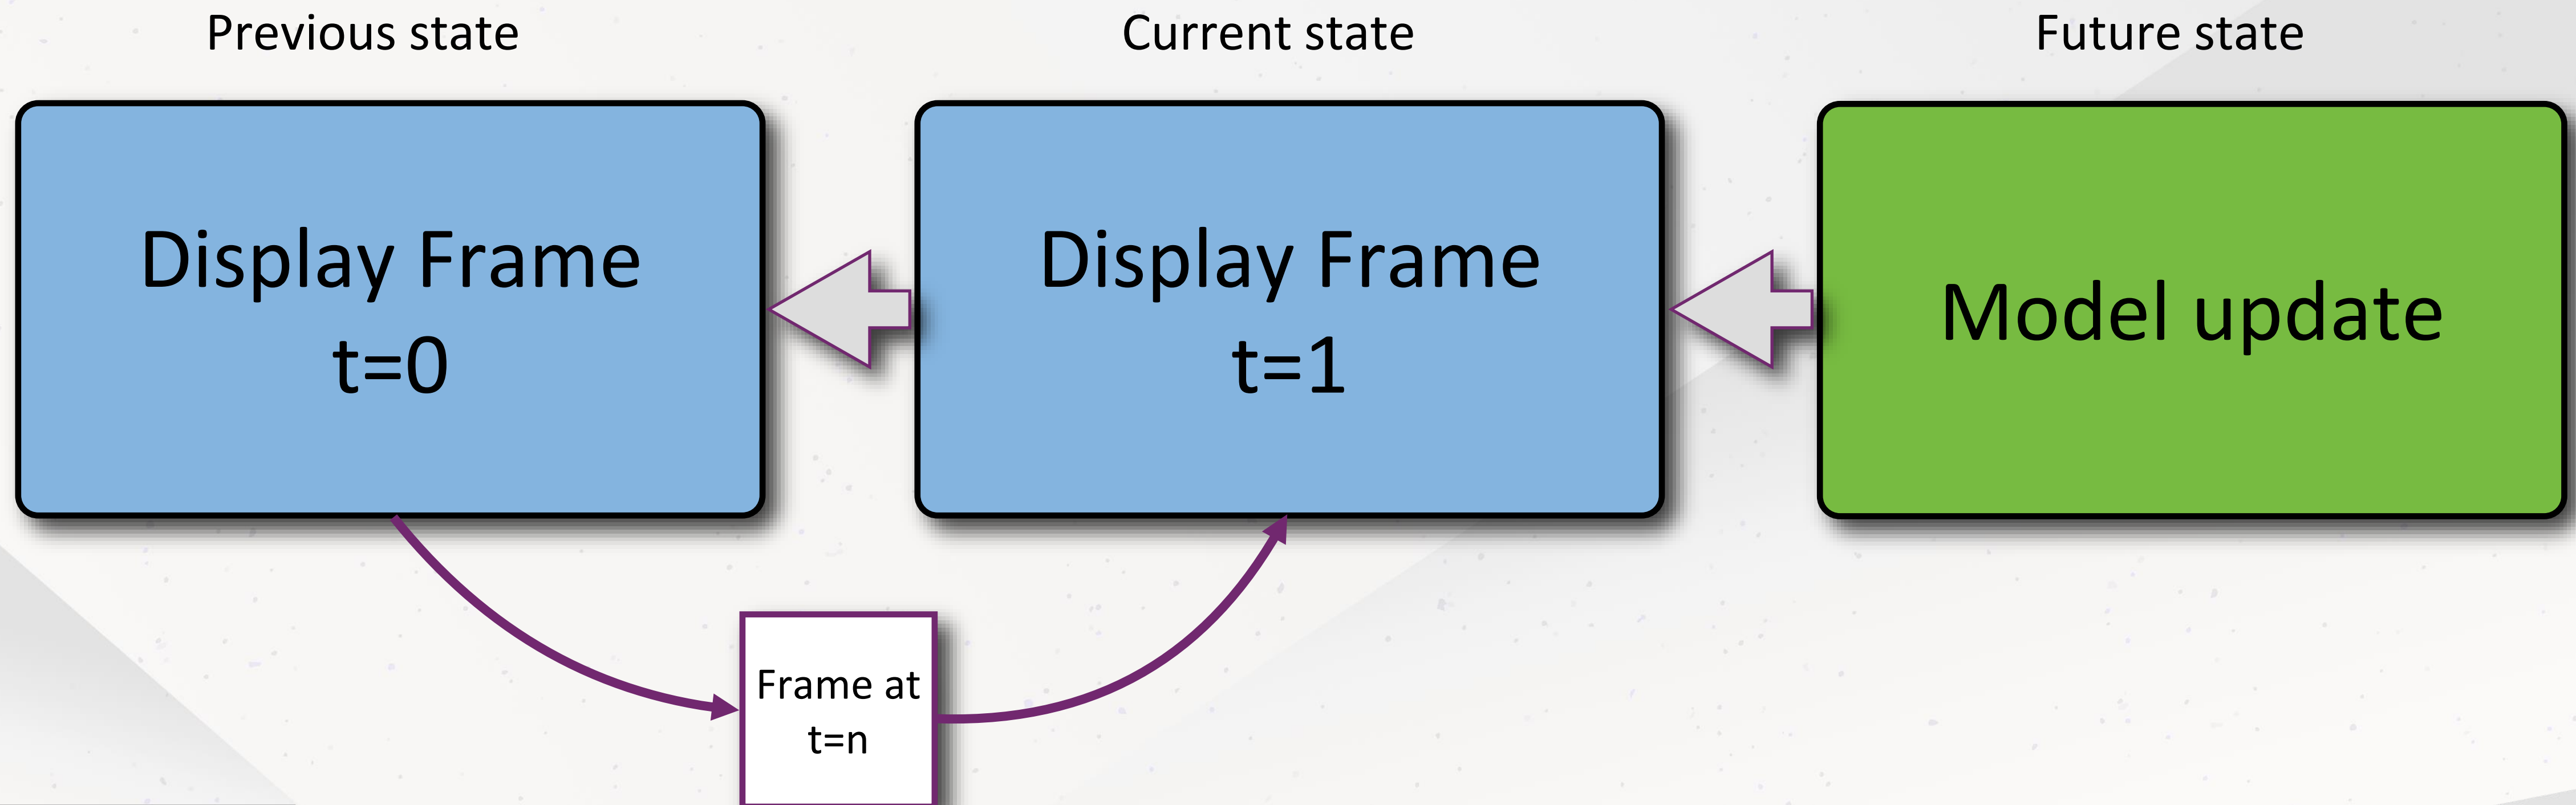 Previous state
Current state
Future state
Display Frame
t=0
Display Frame
t=1
Model update
Frame at
t=n